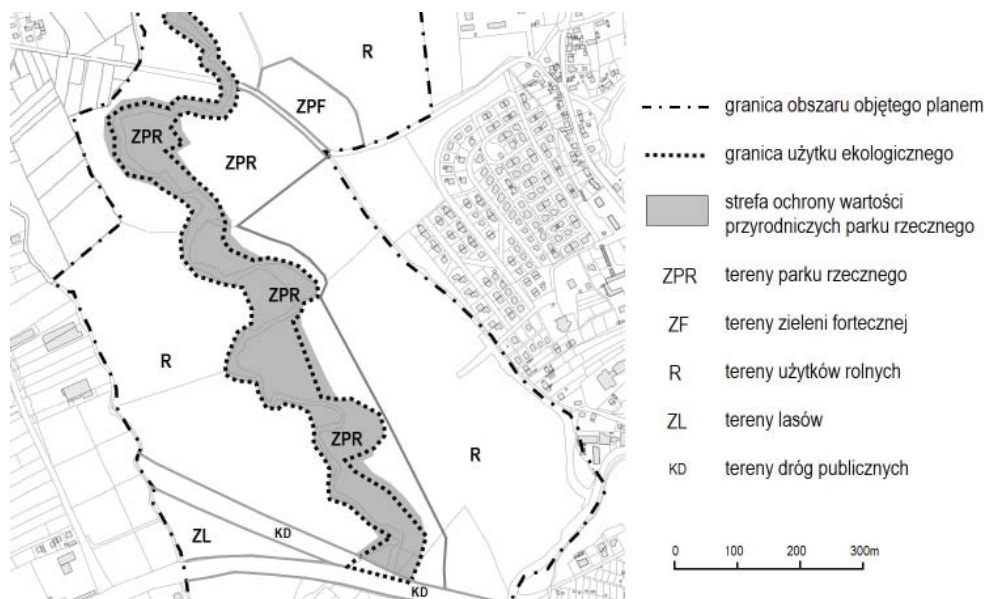 R
ZPF
ZPR
ZPR
ZPR
R
ZPR
R
ZL
KD
KD
granica obszaru objętego planem
granica użytku ekologicznego
strefa ochrony wartości
przyrodniczych parku rzecznego
ZPR tereny parku rzecznego
ZF tereny zieleni fortecznej
R tereny użytków rolnych
ZL tereny lasów
KD tereny dróg publicznych
0 100 200 300m